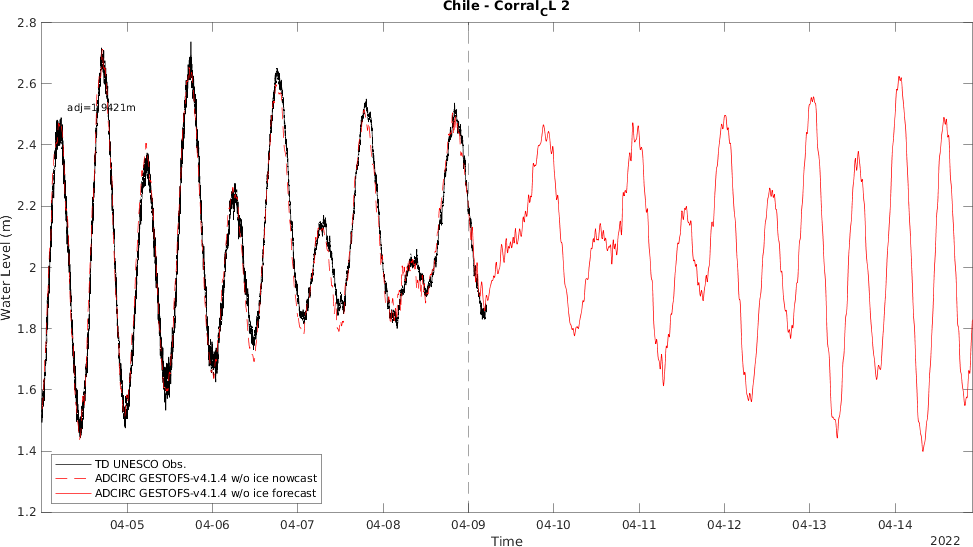 Chile - Corral_CL 2
2.8
2.6
2.4
2.2
2
1.8
1.6
1.4
1.2
Water Level (m)
adj=1.9421m
TD UNESCO Obs.
ADCIRC GESTOFS-v4.1.4 w/o ice nowcast
ADCIRC GESTOFS-v4.1.4 w/o ice forecast
04-05 04-06 04-07 04-08 04-09 04-10 04-11 04-12 04-13 04-14
Time
2022